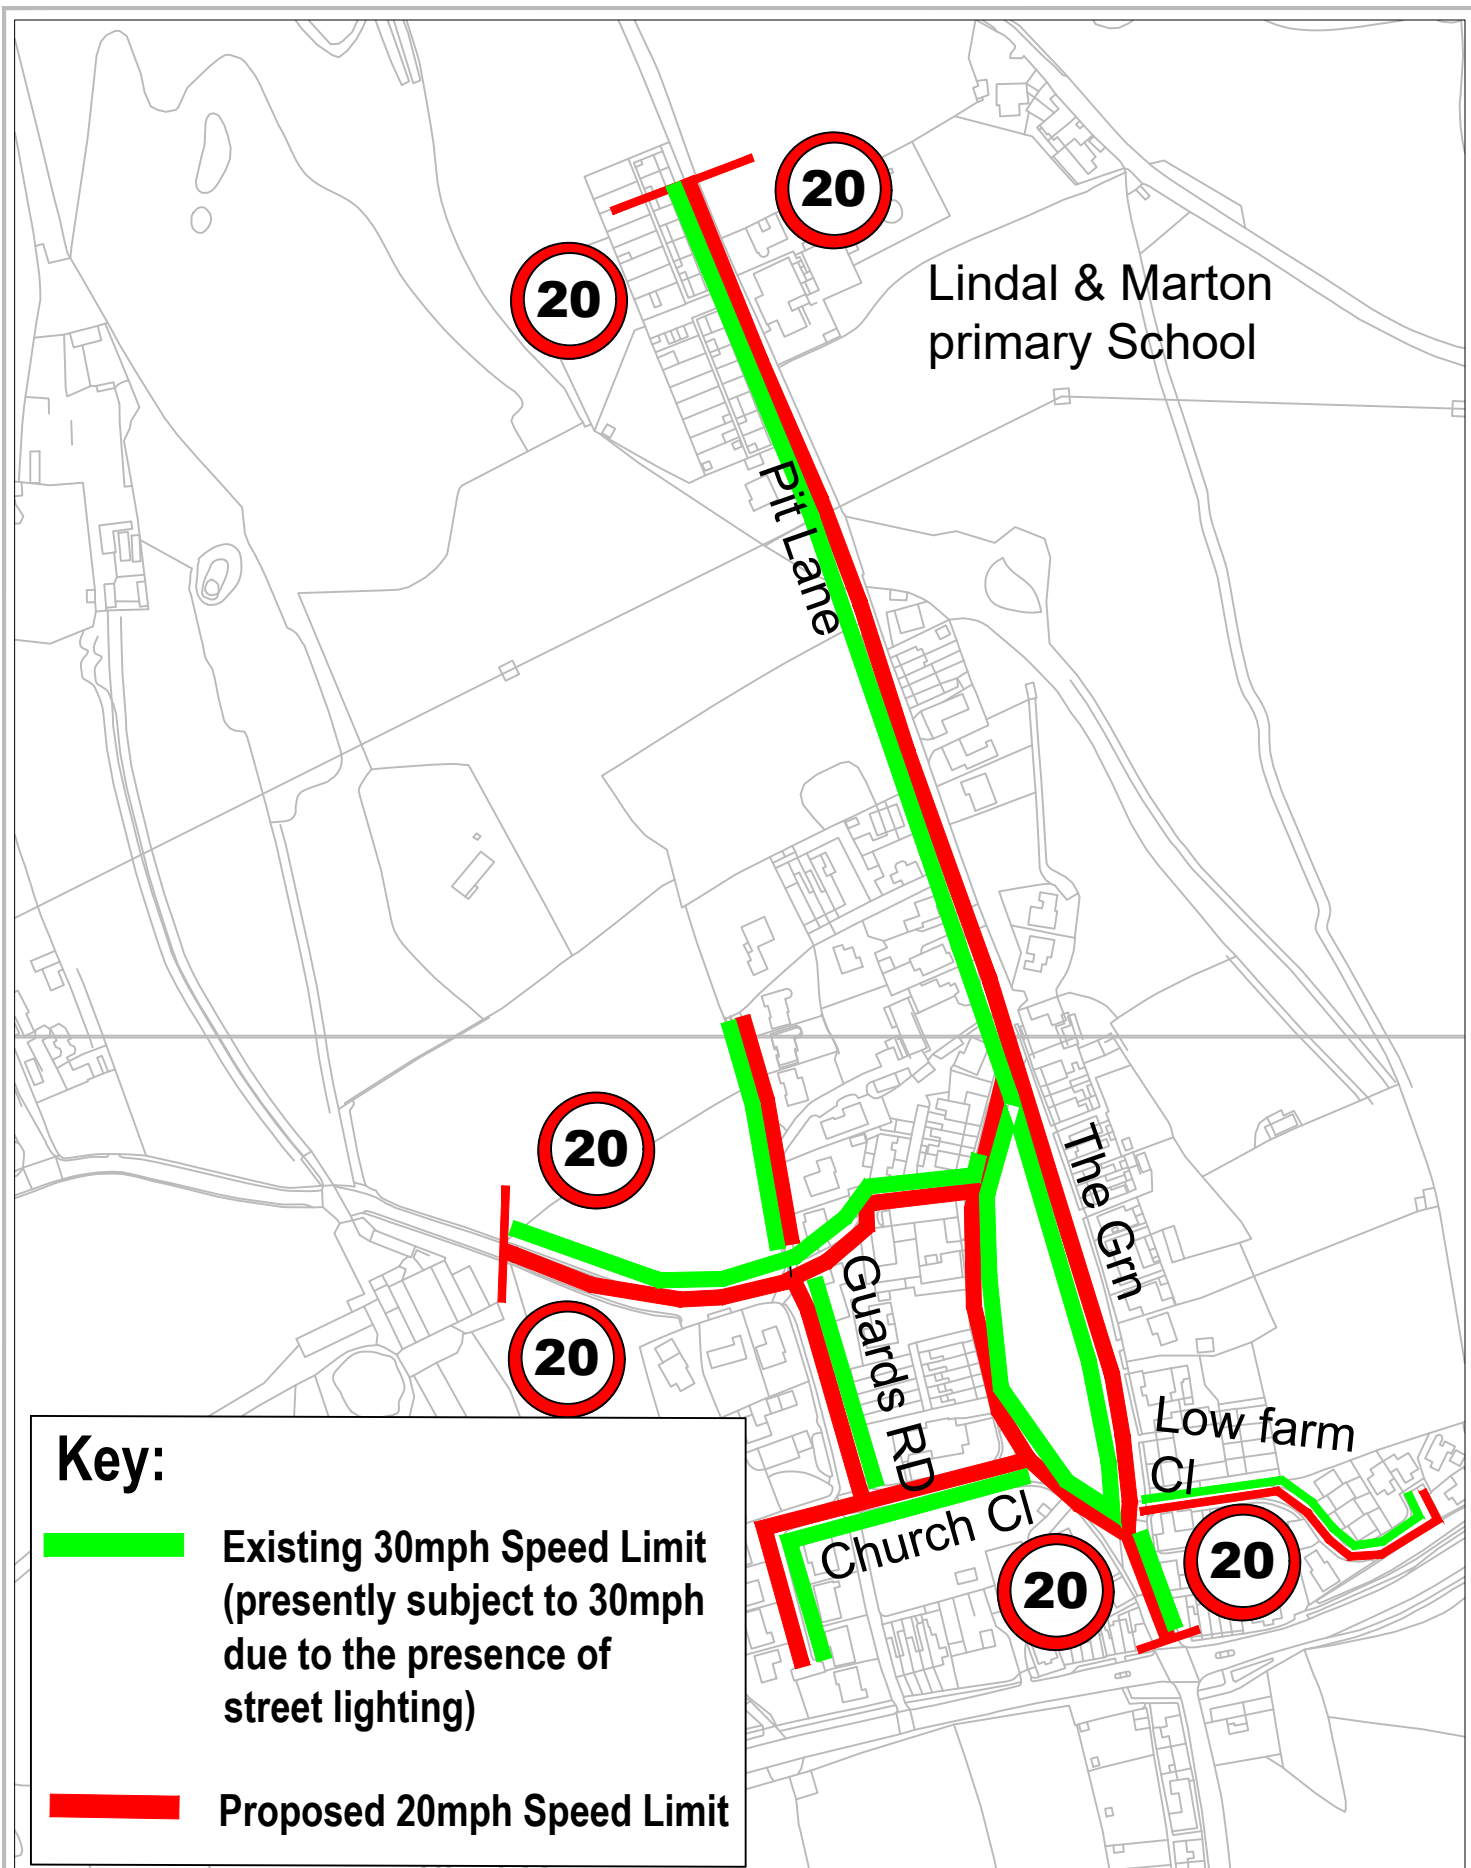 20
20
Lindal & Marton
primary School
Pit Lane
The Grn
20
20
Guards RD
Low farm
Cl
Church Cl
20
20
Key:
Existing 30mph Speed Limit
(presently subject to 30mph
due to the presence of
street lighting)
Proposed 20mph Speed Limit